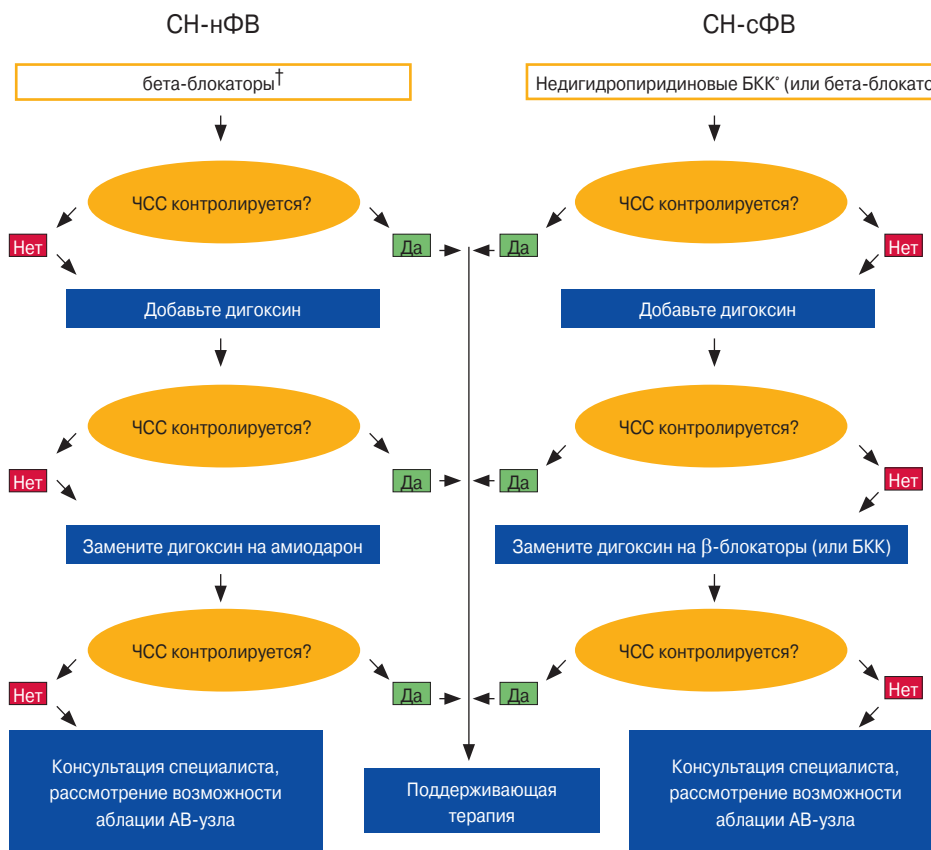 СН-нФВ
СН-сФВ
бета-блокаторы†
Недигидропиридиновые БКК* (или бета-блокато
ЧСС контролируется?
ЧСС контролируется?
Нет
Да
Да
Нет
Добавьте дигоксин
Добавьте дигоксин
ЧСС контролируется?
ЧСС контролируется?
Нет
Да
Да
Нет
Замените дигоксин на амиодарон
Замените дигоксин на β-блокаторы (или БКК)
ЧСС контролируется?
ЧСС контролируется?
Нет
Да
Да
Нет
Консультация специалиста,
рассмотрение возможности
аблации АВ-узла
Поддерживающая
терапия
Консультация специалиста,
рассмотрение возможности
аблации АВ-узла